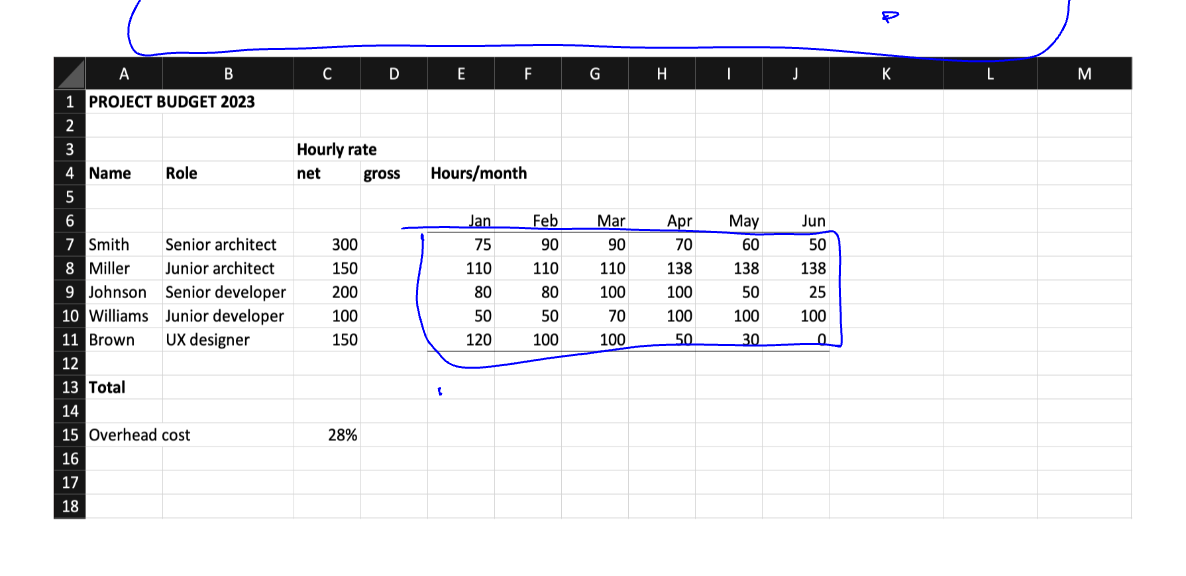 A B C D E F G H I J K L M
1 PROJECT BUDGET 2023
2
3 Hourly rate
4 Name Role net gross Hours/month
5
6 Jan Feb Mar Apr May Jun
7 Smith Senior architect 300 75 90 90 70 60 50
8 Miller Junior architect 150 110 110 110 138 138 138
9 Johnson Senior developer 200 80 80 100 100 50 25
10 Williams Junior developer 100 50 50 70 100 100 100
11 Brown UX designer 150 120 100 100 50 30 0
12
13 Total
14
15 Overhead cost 28%
16
17
18